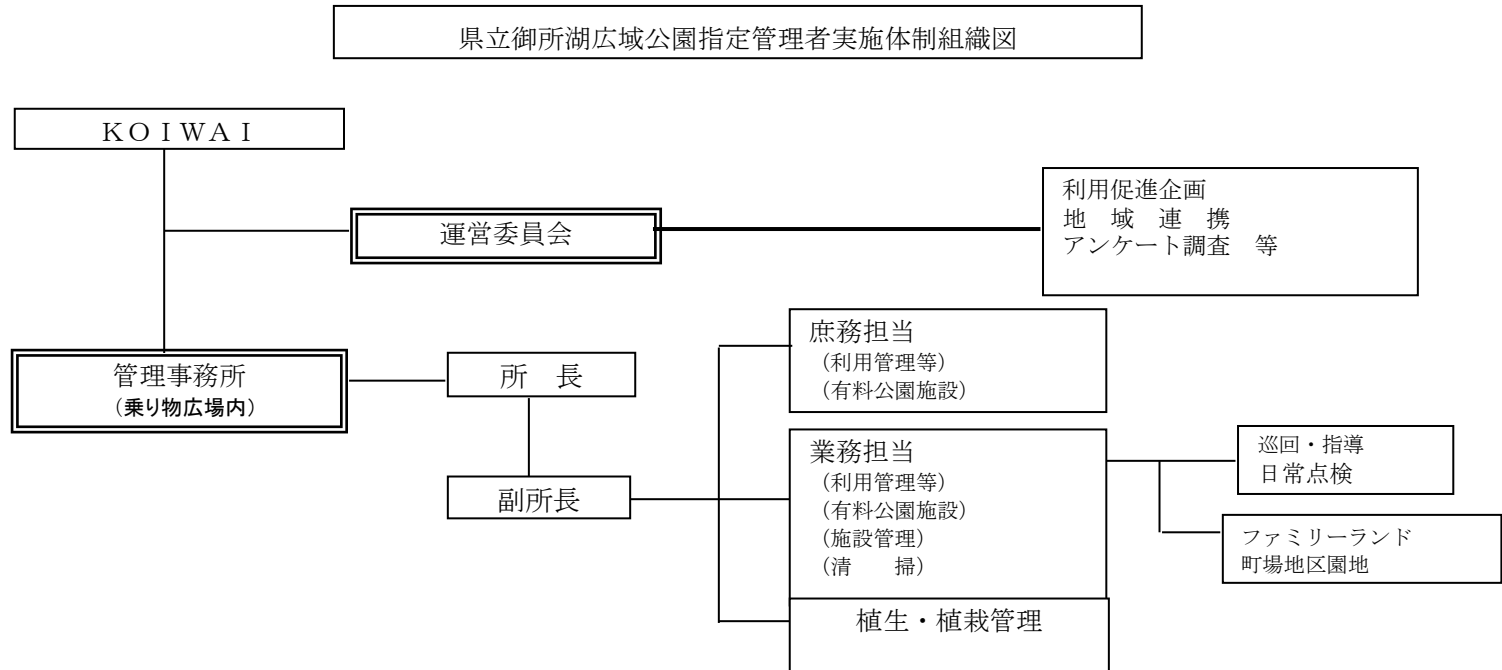 県立御所湖広域公園指定管理者実施体制組織図
ＫＯＩＷＡＩ
運営委員会
利用促進企画
地　域　連　携
アンケート調査　等
管理事務所
（乗り物広場内）
所　長
副所長
庶務担当
（利用管理等）
（有料公園施設）
業務担当
（利用管理等）
（有料公園施設）
（施設管理）
（清　　掃）
植生・植栽管理
巡回・指導
日常点検
ファミリーランド
町場地区園地